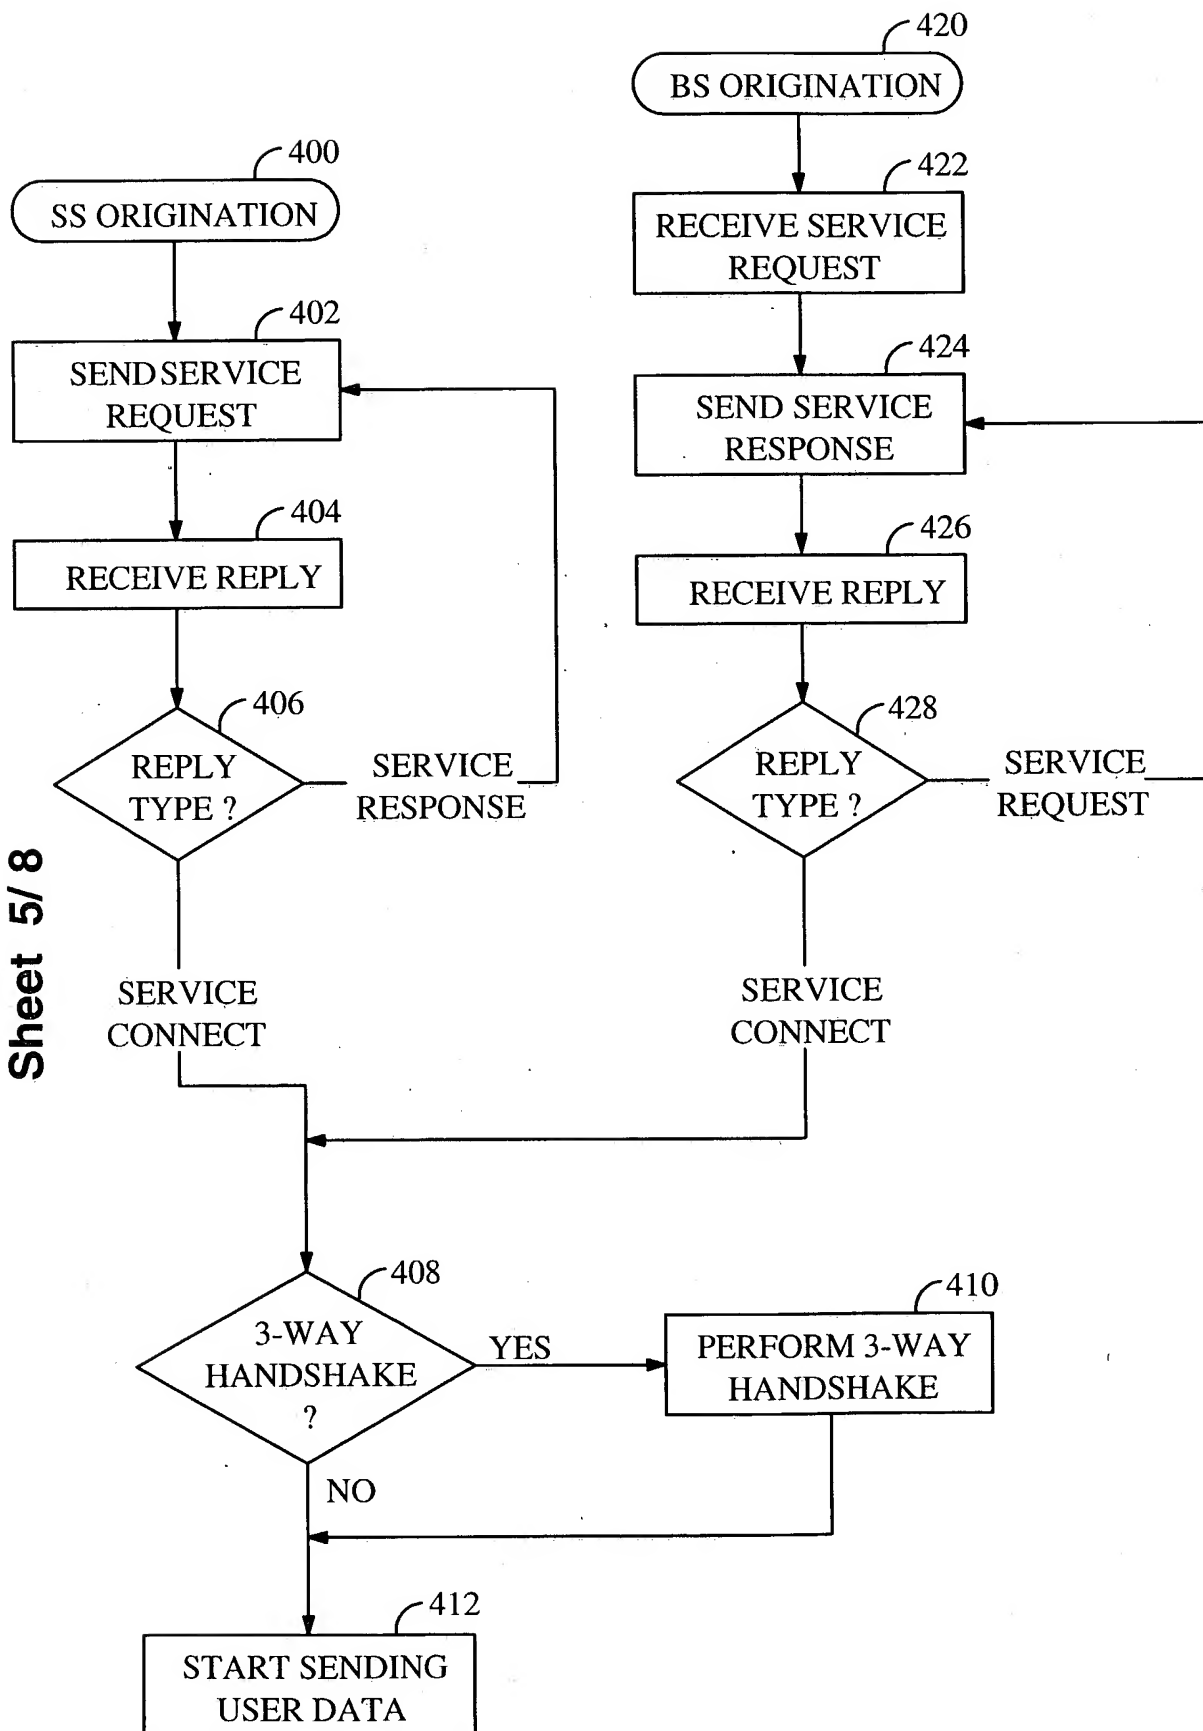 420
BS ORIGINATION
422
RECEIVE SERVICE
REQUEST
424
SEND SERVICE
RESPONSE
426
RECEIVE REPLY
428
REPLY
TYPE ?
SERVICE
REQUEST
SERVICE
CONNECT
400
SS ORIGINATION
402
SEND SERVICE
REQUEST
404
RECEIVE REPLY
406
REPLY
TYPE ?
SERVICE
RESPONSE
SERVICE
CONNECT
Sheet 5/8
408
3-WAY
HANDSHAKE
?
YES
NO
410
PERFORM 3-WAY
HANDSHAKE
412
START SENDING
USER DATA